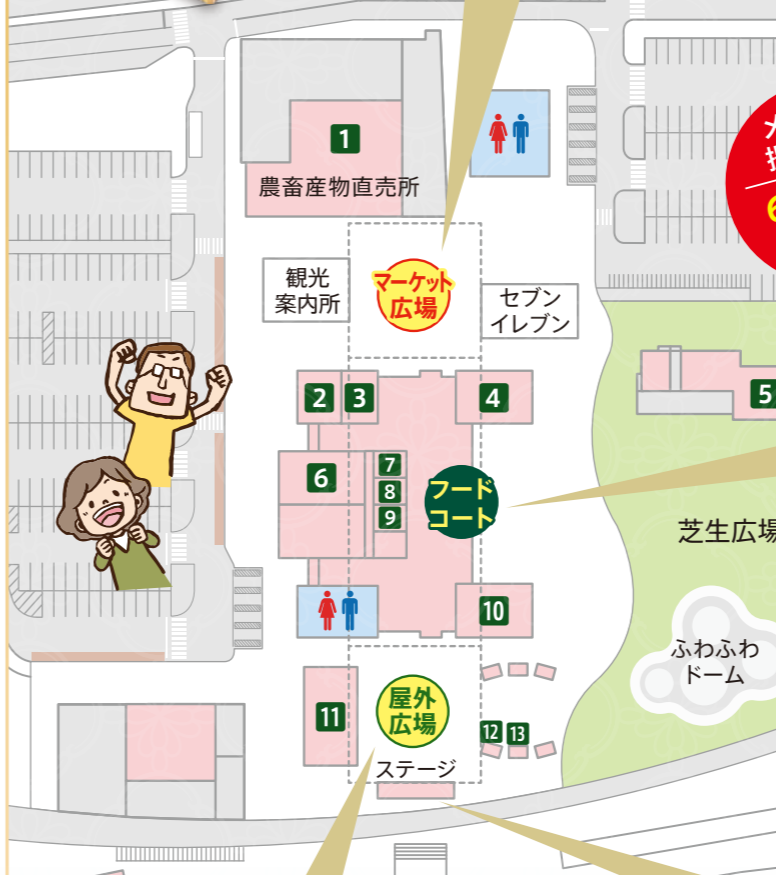 1
農畜産物直売所
観光
案内所
マーケット
広場
セブン
イレブン
2
3
4
5
6
7
8
9
フード
コート
芝生広場
10
ふわふわ
ドーム
11
屋外
広場
12
13
ステージ